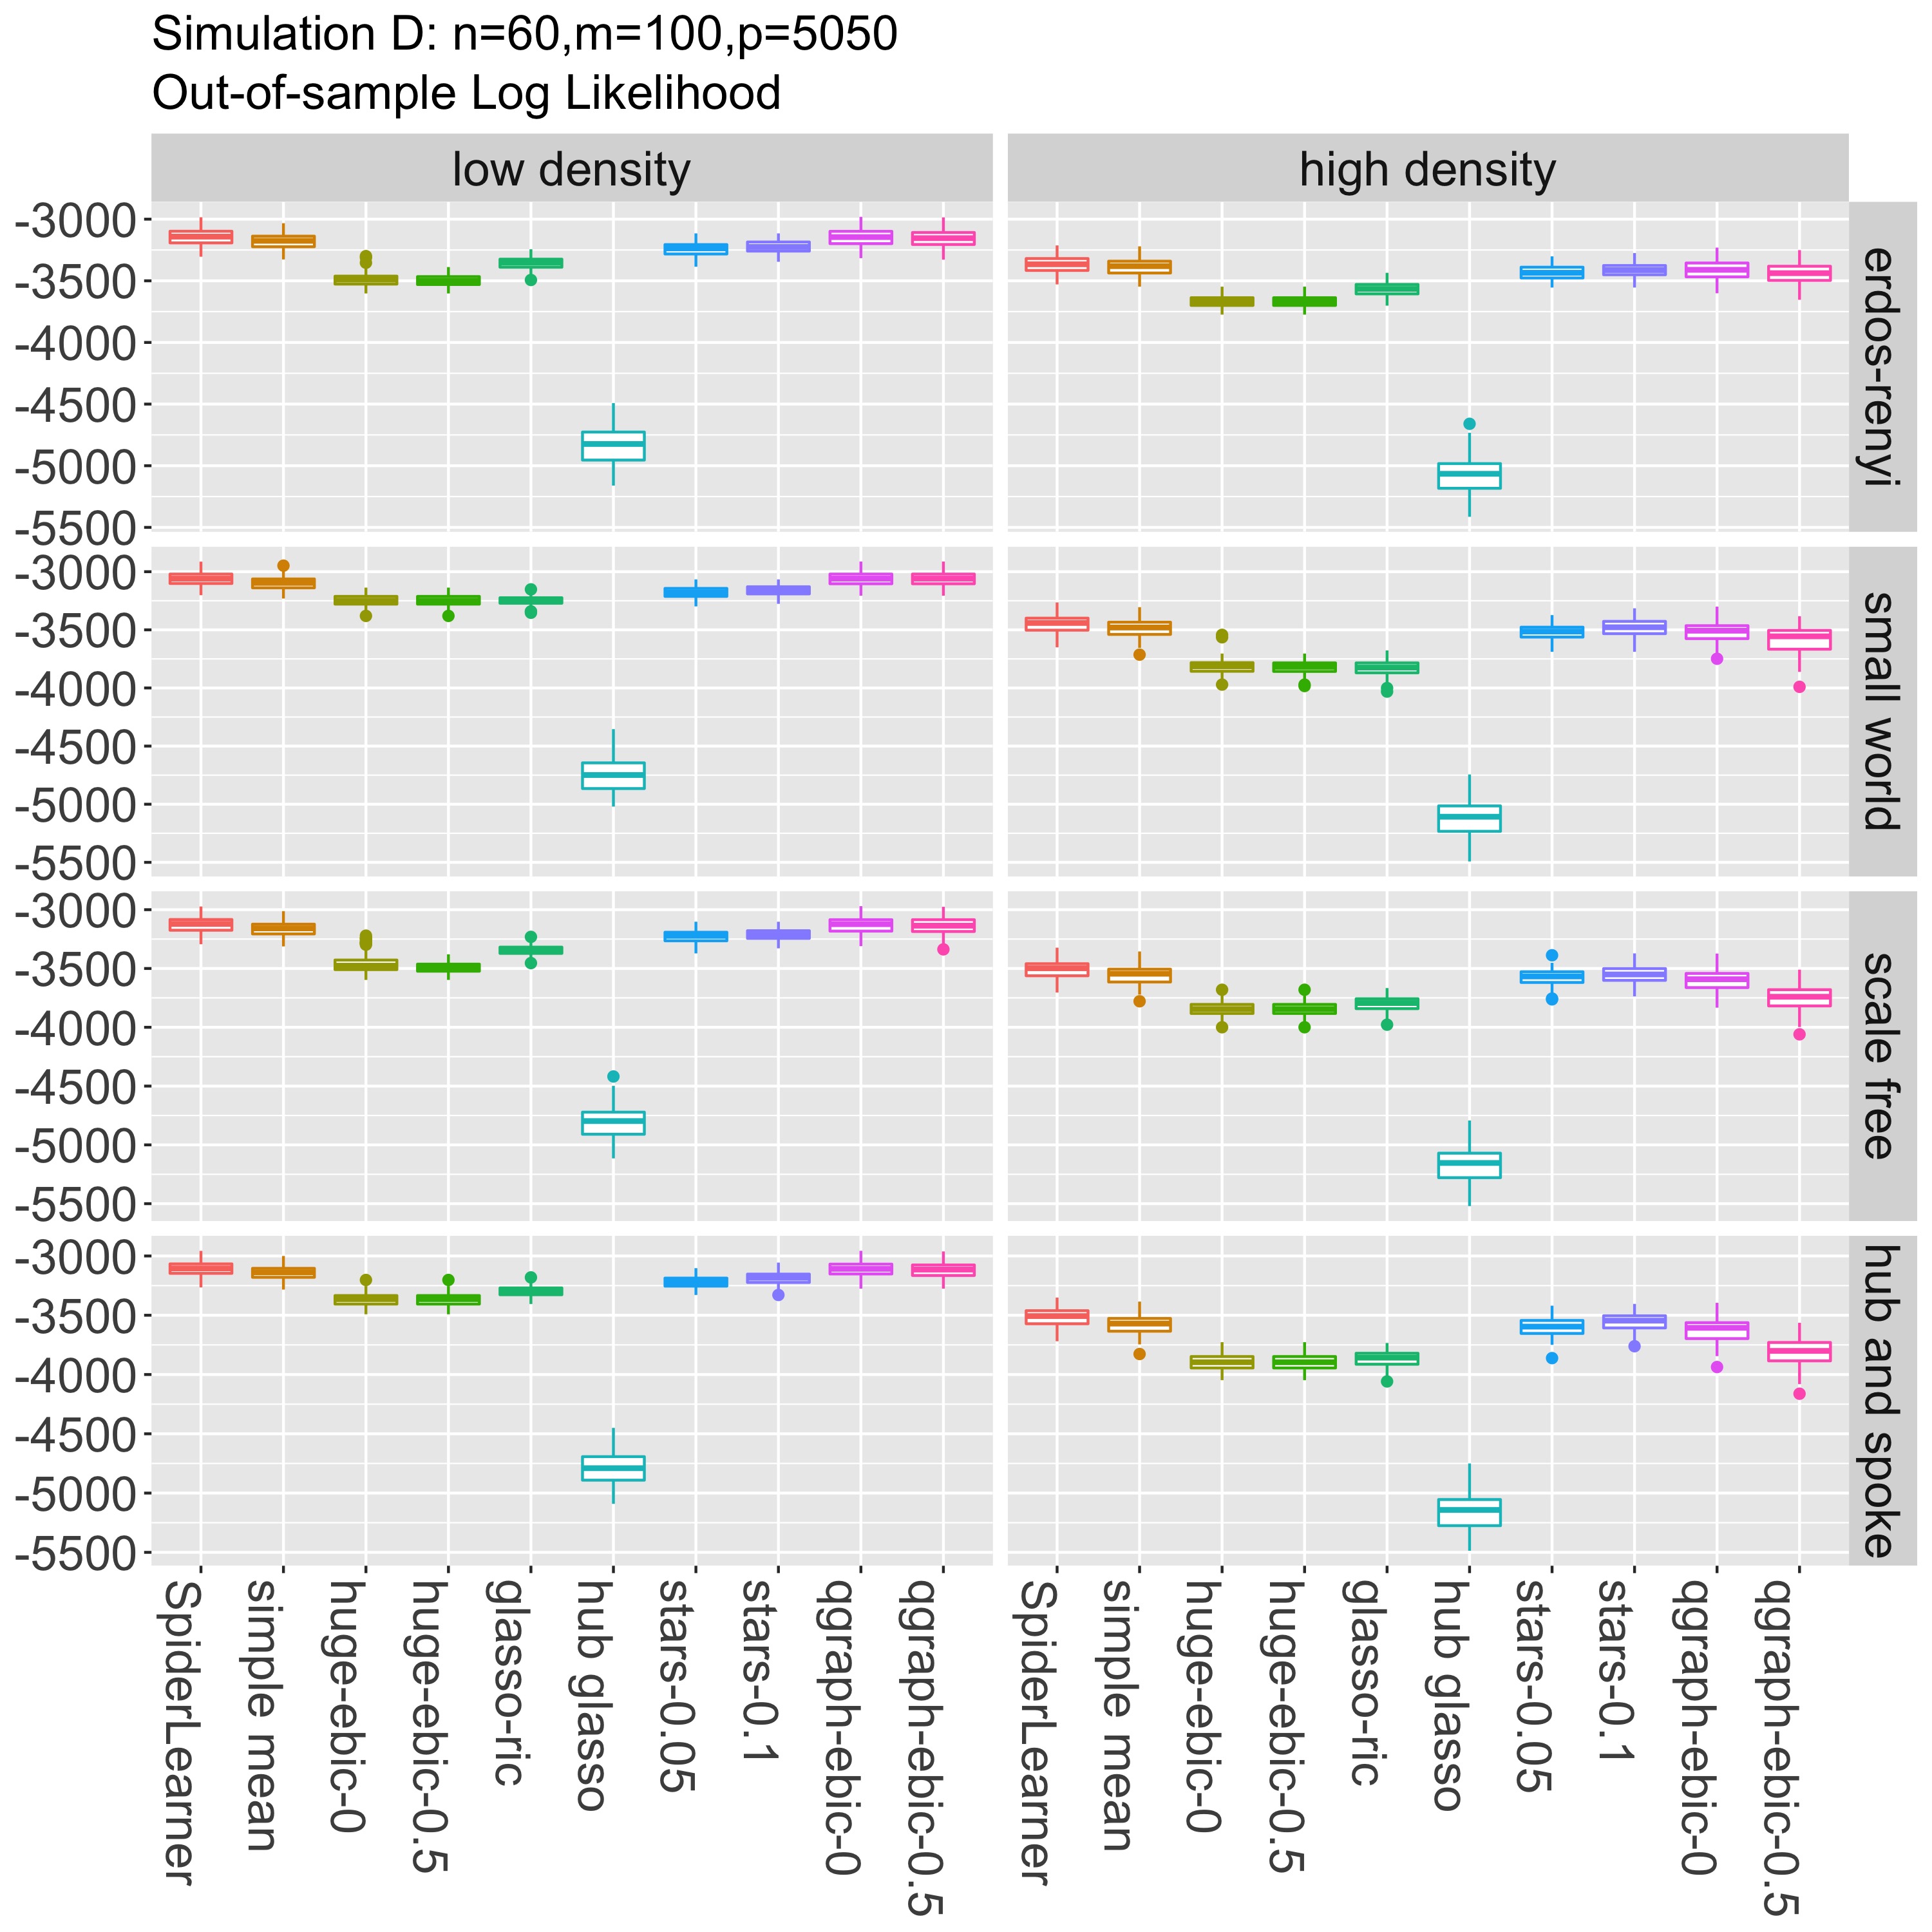 Simulation D: n=60,m=100,p=5050
Out-of-sample Log Likelihood
low density
high density
-3000
-3500
-4000
-4500
-5000
-5500
erdos-renyi
-3000
-3500
-4000
-4500
-5000
-5500
small world
-3000
-3500
-4000
-4500
-5000
-5500
scale free
-3000
-3500
-4000
-4500
-5000
-5500
hub and spoke
SpiderLearner
simple mean
huge-ebic-0
huge-ebic-0.5
glasso-ric
hub glasso
stars-0.05
stars-0.1
qgraph-ebic-0
qgraph-ebic-0.5
SpiderLearner
simple mean
huge-ebic-0
huge-ebic-0.5
glasso-ric
hub glasso
stars-0.05
stars-0.1
qgraph-ebic-0
qgraph-ebic-0.5